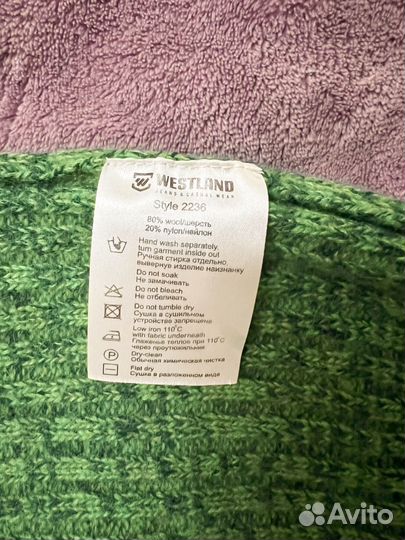 WESTLAND
JEANS & CASUAL WEAR
Style 2236
80% wool/шерсть
20% nylon/нейлон
Hand wash separately,
turn garment inside out
Ручная стирка отдельно,
вывернув изделие наизнанку
Do not soak
Не замачивать
Do not bleach
Не отбеливать
Do not tumble dry
Сушка в сушильном
устройстве запрещена
Low iron 110°C
with fabric underneath
Глаженье теплое при 110°C
через проутюжильник
P
Dry-clean
Обычная химическая чистка
Flat dry
Сушка в разложенном виде
Avito